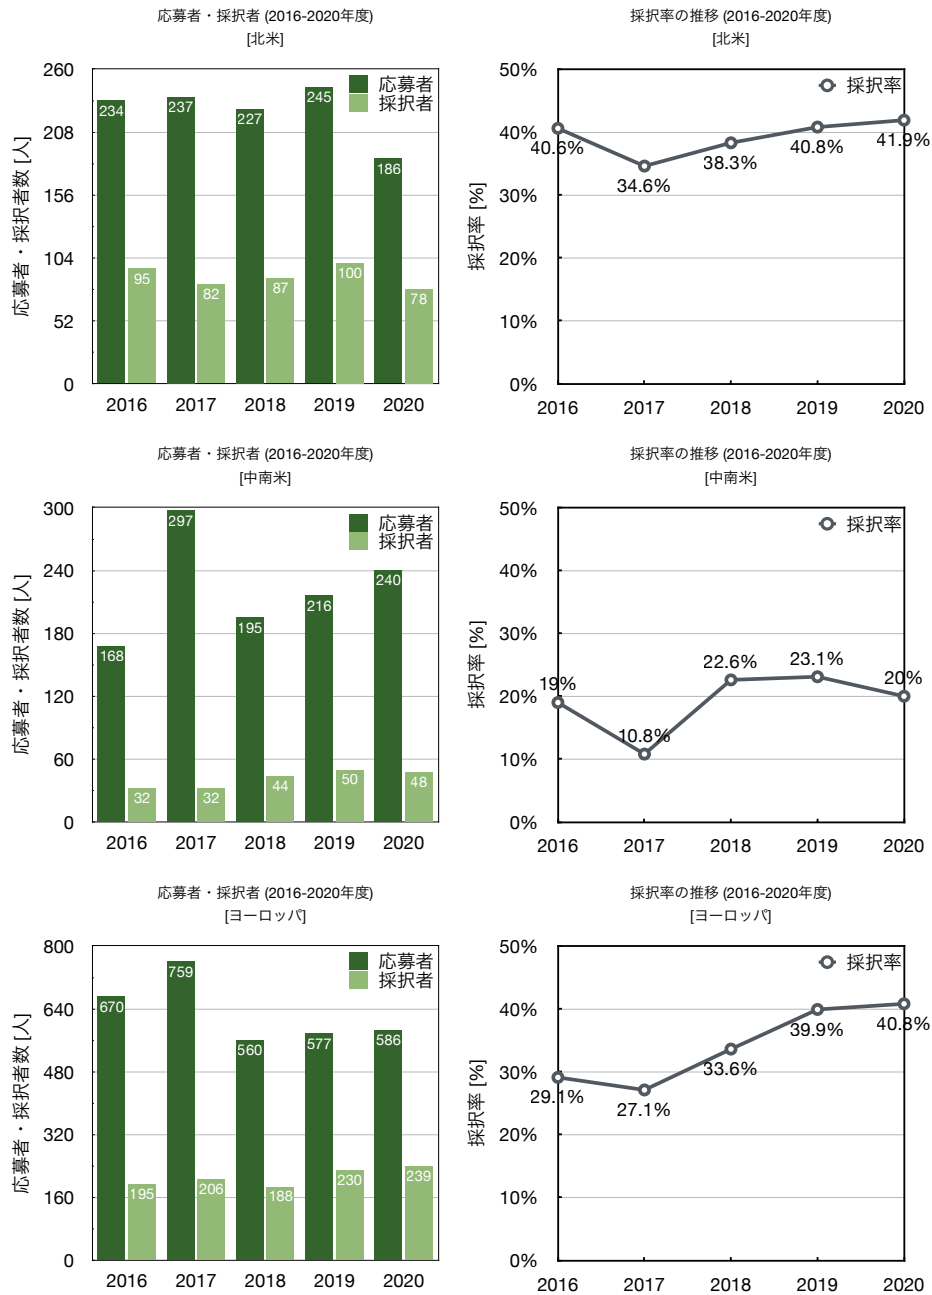 応募者・採択者 (2016-2020年度)
[北米]
260
208
156
104
52
0
応募者・採択者数 [人]
応募者
採択者
234
237
227
245
186
95
82
87
100
78
2016 2017 2018 2019 2020
採択率の推移 (2016-2020年度)
[北米]
50%
40%
30%
20%
10%
0%
採択率 [%]
採択率
40.6%
34.6%
38.3%
40.8%
41.9%
2016 2017 2018 2019 2020
応募者・採択者 (2016-2020年度)
[中南米]
300
240
180
120
60
0
応募者・採択者数 [人]
応募者
採択者
168
297
195
216
240
32
32
44
50
48
2016 2017 2018 2019 2020
採択率の推移 (2016-2020年度)
[中南米]
50%
40%
30%
20%
10%
0%
採択率 [%]
採択率
19%
10.8%
22.6%
23.1%
20%
2016 2017 2018 2019 2020
応募者・採択者 (2016-2020年度)
[ヨーロッパ]
800
640
480
320
160
0
応募者・採択者数 [人]
応募者
採択者
670
759
560
577
586
195
206
188
230
239
2016 2017 2018 2019 2020
採択率の推移 (2016-2020年度)
[ヨーロッパ]
50%
40%
30%
20%
10%
0%
採択率 [%]
採択率
29.1%
27.1%
33.6%
39.9%
40.8%
2016 2017 2018 2019 2020